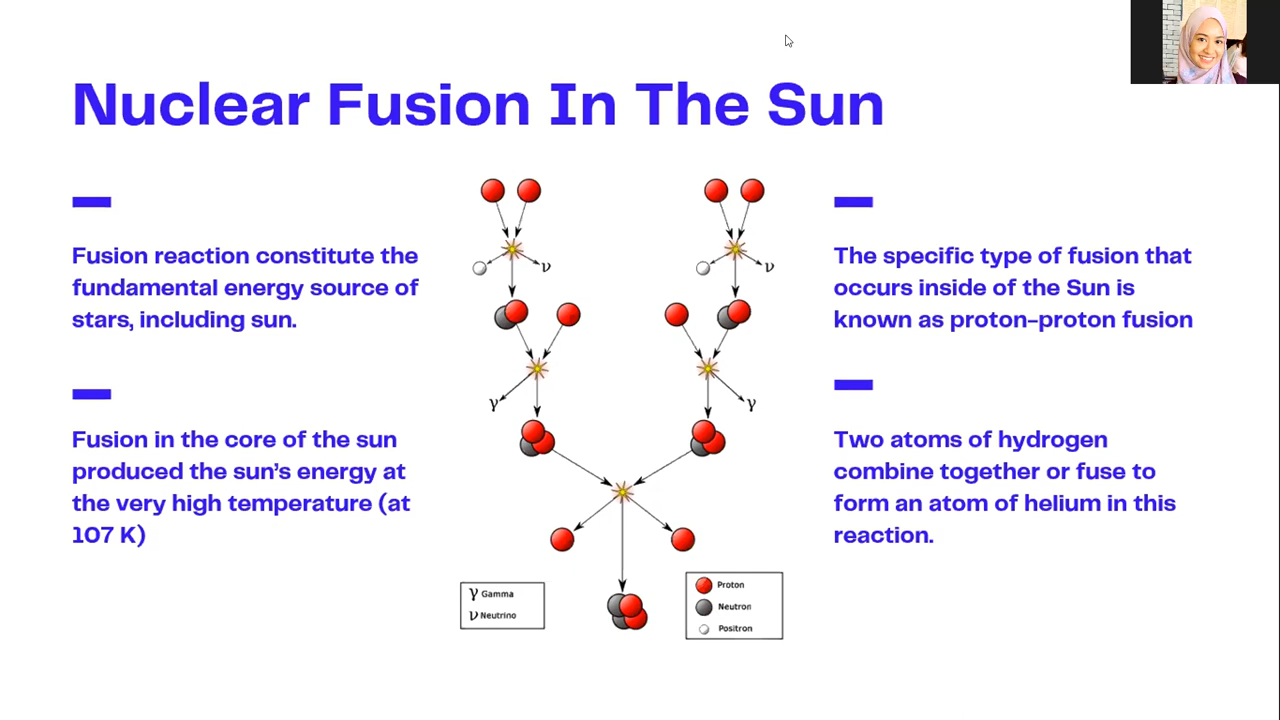 Nuclear Fusion In The Sun
Fusion reaction constitute the
fundamental energy source of
stars, including sun.
Fusion in the core of the sun
produced the sun's energy at
the very high temperature (at
107 K)
ν
ν
γ
γ
γ Gamma
ν Neutrino
Proton
Neutron
Positron
The specific type of fusion that
occurs inside of the Sun is
known as proton-proton fusion
Two atoms of hydrogen
combine together or fuse to
form an atom of helium in this
reaction.